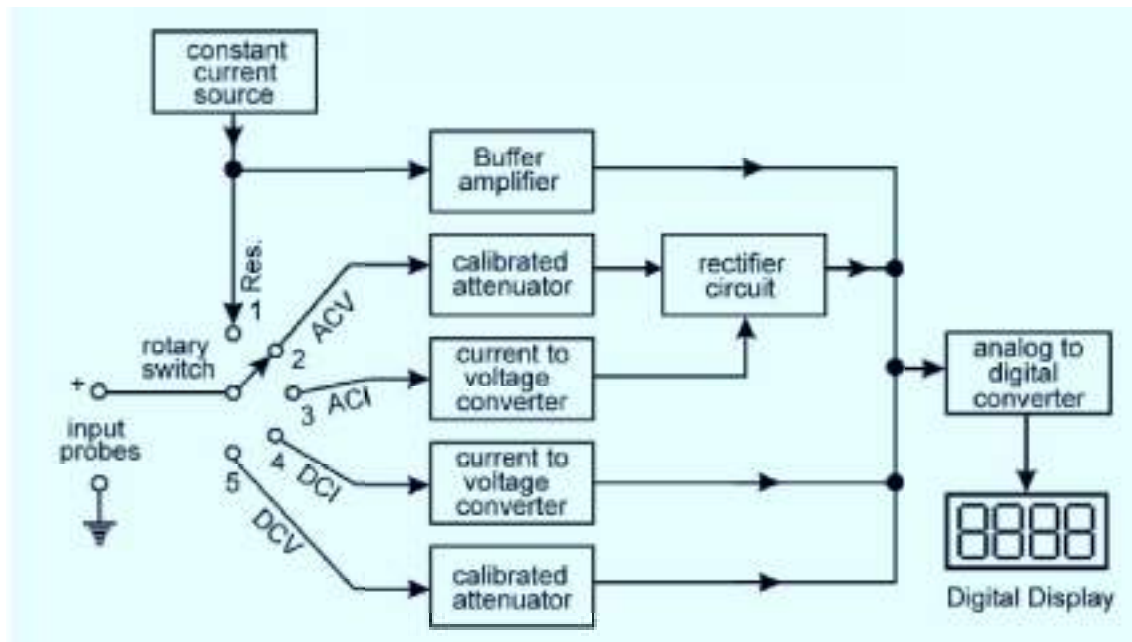 constant
current
source
Buffer
amplifier
Res.
1
calibrated
attenuator
rectifier
circuit
ACV
2
rotary
switch
+
input
probes
ACI
3
current to
voltage
converter
analog to
digital
converter
4
DCI
current to
voltage
converter
5
DCV
calibrated
attenuator
8888
Digital Display